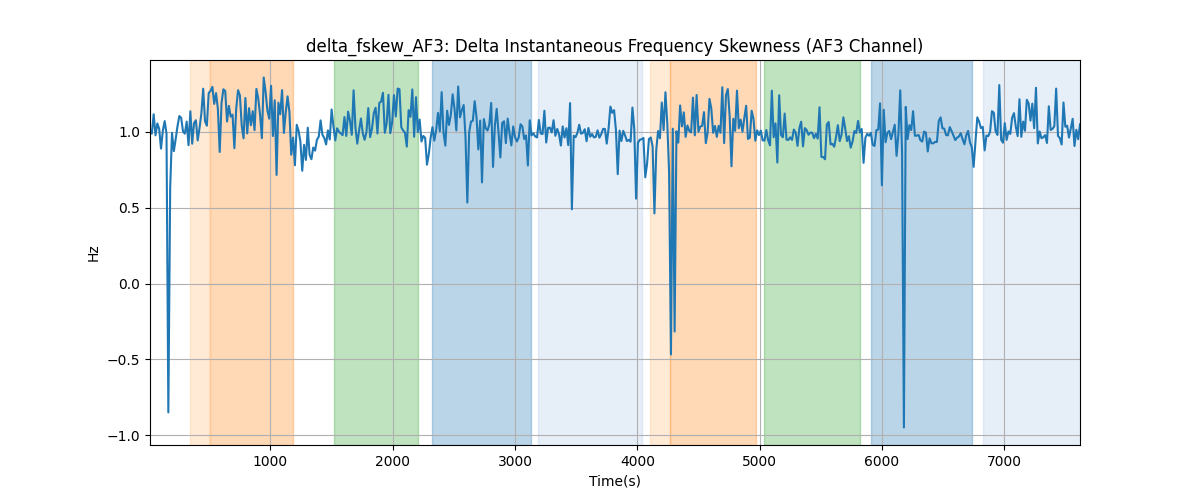 delta_fskew_AF3: Delta Instantaneous Frequency Skewness (AF3 Channel)
1.0
0.5
0.0
−0.5
−1.0
Hz
1000 2000 3000 4000 5000 6000 7000
Time(s)